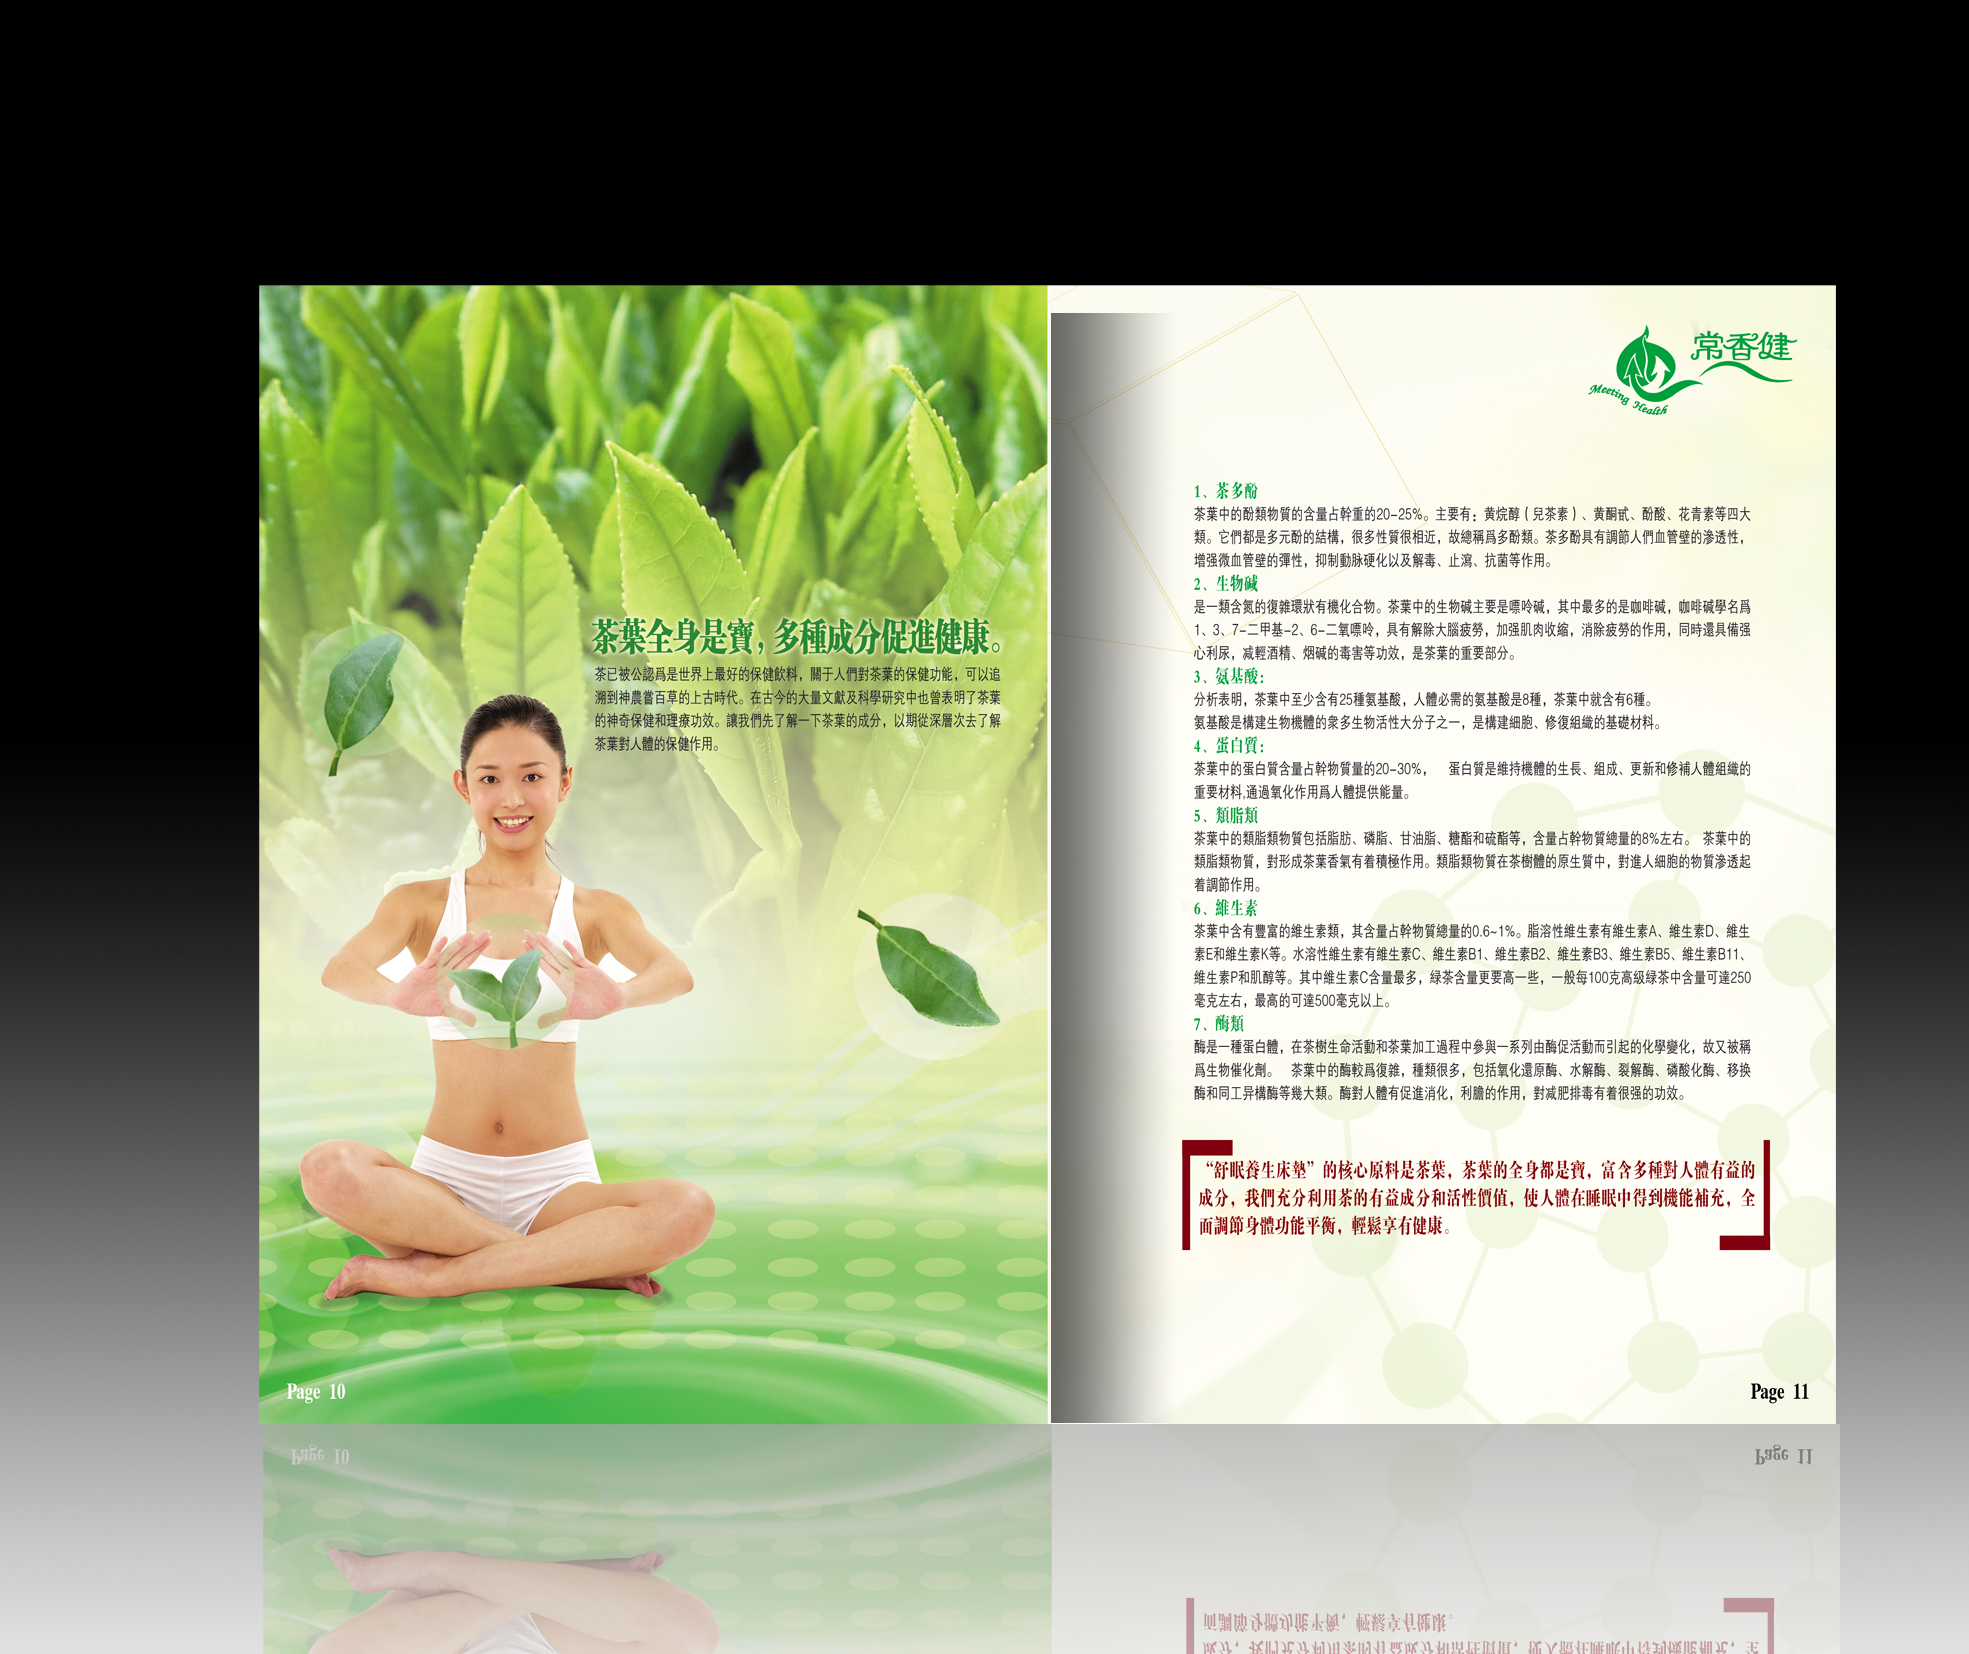 茶葉全身是寶，多種成分促進健康。
茶已被公認爲是世界上最好的保健飲料，關于人們對茶葉的保健功能，可以追
溯到神農嘗百草的上古時代。在古今的大量文獻及科學研究中也曾表明了茶葉
的神奇保健和理療功效。讓我們先了解一下茶葉的成分，以期從深層次去了解
茶葉對人體的保健作用。
Page 10
常香健
Meeting Health
1、茶多酚
茶葉中的酚類物質的含量占幹重的20-25%。主要有：黄烷醇（兒茶素）、黄酮甙、酚酸、花青素等四大
類。它們都是多元酚的結構，很多性質很相近，故總稱爲多酚類。茶多酚具有調節人們血管壁的滲透性，
增强微血管壁的彈性，抑制動脉硬化以及解毒、止瀉、抗菌等作用。
2、生物碱
是一類含氮的復雜環狀有機化合物。茶葉中的生物碱主要是嘌呤碱，其中最多的是咖啡碱，咖啡碱學名爲
1、3、7-二甲基-2、6-二氧嘌呤，具有解除大腦疲勞，加强肌肉收縮，消除疲勞的作用，同時還具備强
心利尿，减輕酒精、烟碱的毒害等功效，是茶葉的重要部分。
3、氨基酸：
分析表明，茶葉中至少含有25種氨基酸，人體必需的氨基酸是8種，茶葉中就含有6種。
氨基酸是構建生物機體的衆多生物活性大分子之一，是構建細胞、修復組織的基礎材料。
4、蛋白質：
茶葉中的蛋白質含量占幹物質量的20-30%，　蛋白質是維持機體的生長、組成、更新和修補人體組織的
重要材料,通過氧化作用爲人體提供能量。
5、類脂類
茶葉中的類脂類物質包括脂肪、磷脂、甘油脂、糖酯和硫酯等，含量占幹物質總量的8%左右。 茶葉中的
類脂類物質，對形成茶葉香氣有着積極作用。類脂類物質在茶樹體的原生質中，對進人細胞的物質滲透起
着調節作用。
6、維生素
茶葉中含有豐富的維生素類，其含量占幹物質總量的0.6~1%。脂溶性維生素有維生素A、維生素D、維生
素E和維生素K等。水溶性維生素有維生素C、維生素B1、維生素B2、維生素B3、維生素B5、維生素B11、
維生素P和肌醇等。其中維生素C含量最多，緑茶含量更要高一些，一般每100克高級緑茶中含量可達250
毫克左右，最高的可達500毫克以上。
7、酶類
酶是一種蛋白體，在茶樹生命活動和茶葉加工過程中參與一系列由酶促活動而引起的化學變化，故又被稱
爲生物催化劑。　茶葉中的酶較爲復雜，種類很多，包括氧化還原酶、水解酶、裂解酶、磷酸化酶、移换
酶和同工异構酶等幾大類。酶對人體有促進消化，利膽的作用，對减肥排毒有着很强的功效。
“舒眠養生床墊”的核心原料是茶葉，茶葉的全身都是寶，富含多種對人體有益的
成分，我們充分利用茶的有益成分和活性價值，使人體在睡眠中得到機能補充，全
面調節身體功能平衡，輕鬆享有健康。
Page 11